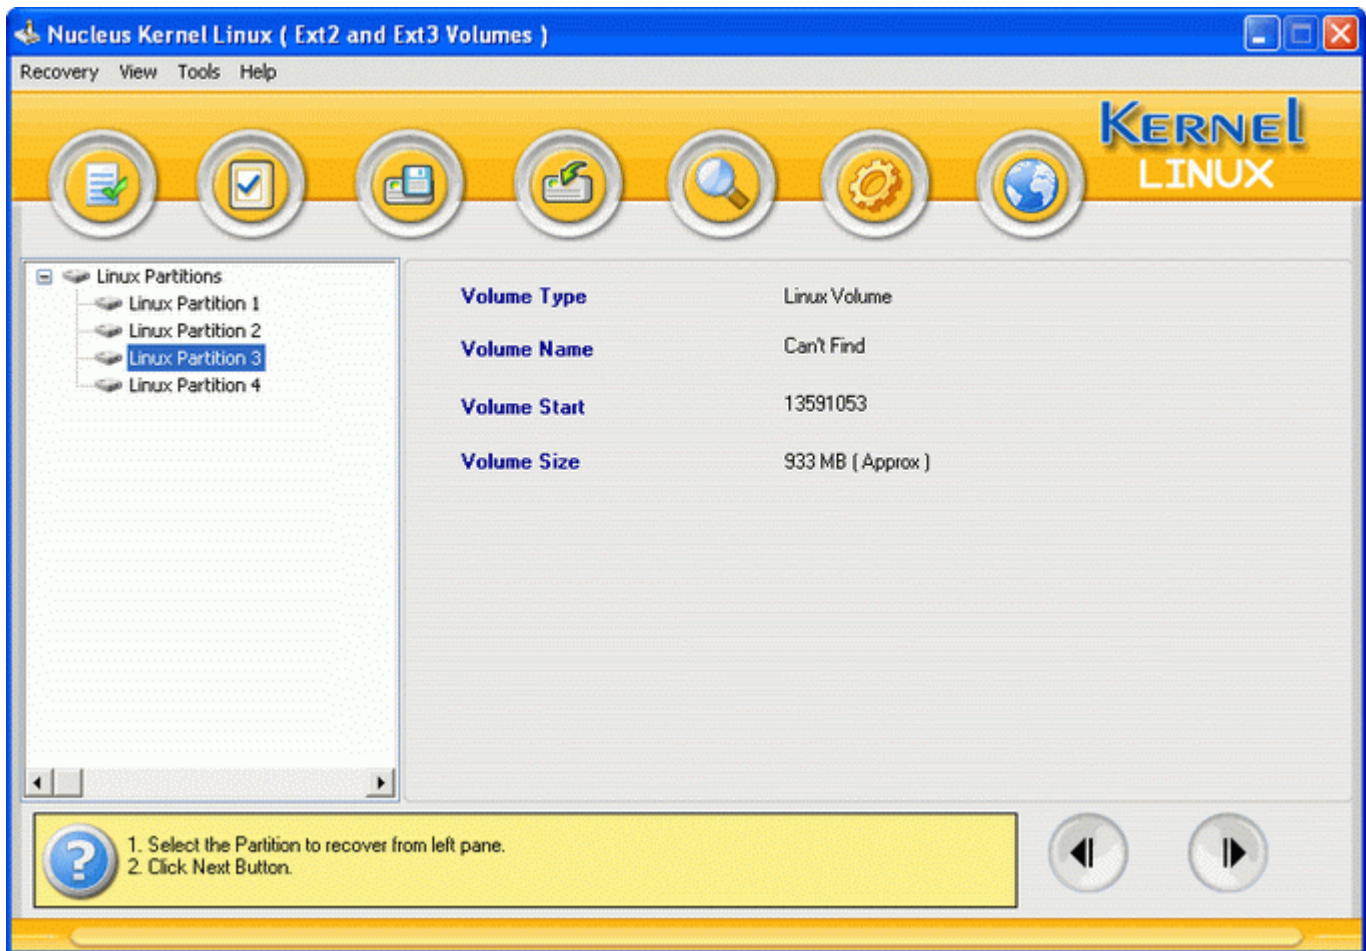 Nucleus Kernel Linux ( Ext2 and Ext3 Volumes )
Recovery View Tools Help
KERNEl
LINUX
Linux Partitions
Linux Partition 1
Linux Partition 2
Linux Partition 3
Linux Partition 4
Volume Type Linux Volume
Volume Name Can't Find
Volume Start 13591053
Volume Size 933 MB ( Approx )
1. Select the Partition to recover from left pane.
2. Click Next Button.